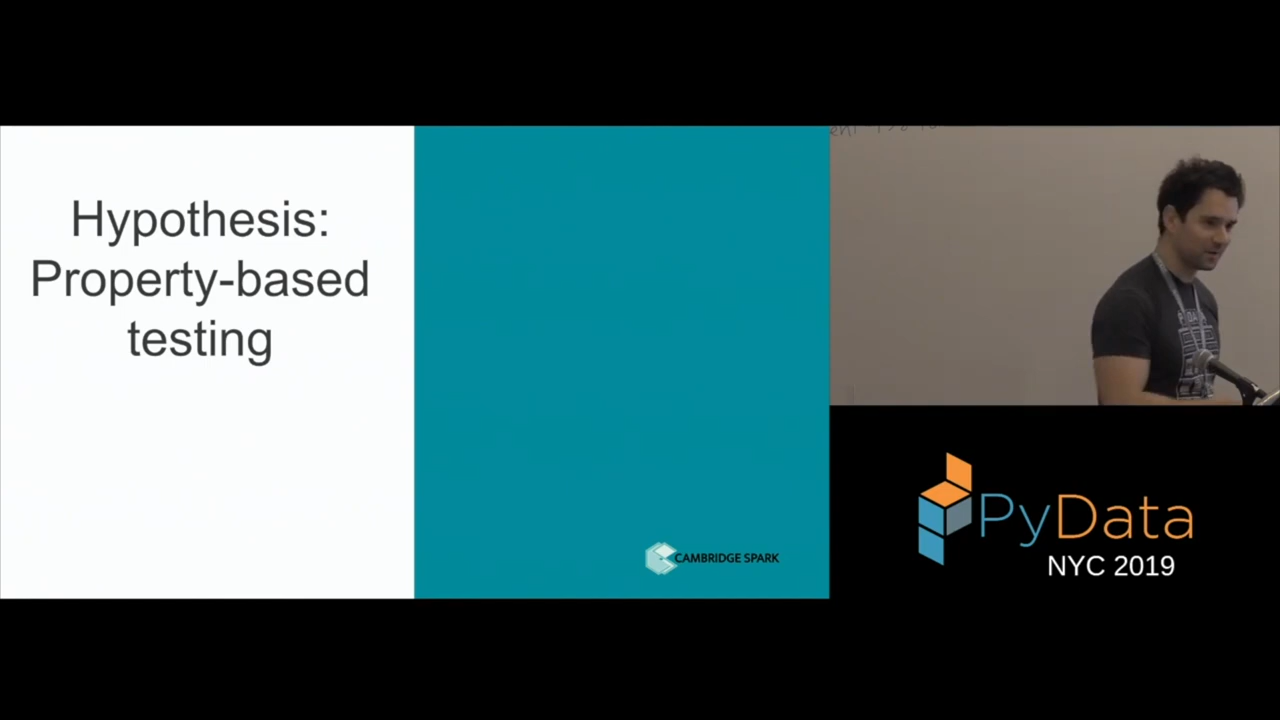 Hypothesis:
Property-based
testing
CAMBRIDGE SPARK
PyData
NYC 2019